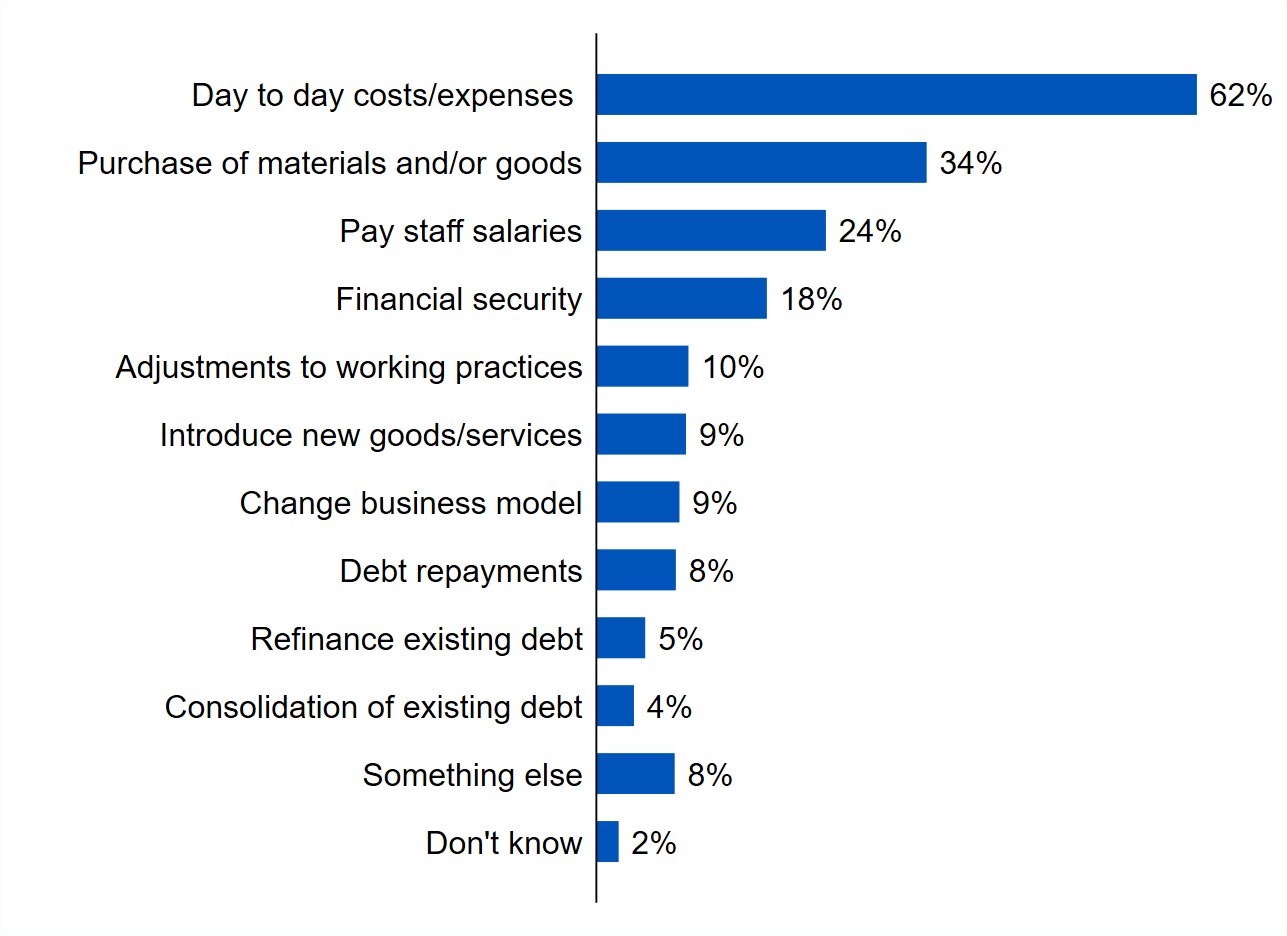 Day to day costs/expenses 62%
Purchase of materials and/or goods 34%
Pay staff salaries 24%
Financial security 18%
Adjustments to working practices 10%
Introduce new goods/services 9%
Change business model 9%
Debt repayments 8%
Refinance existing debt 5%
Consolidation of existing debt 4%
Something else 8%
Don't know 2%